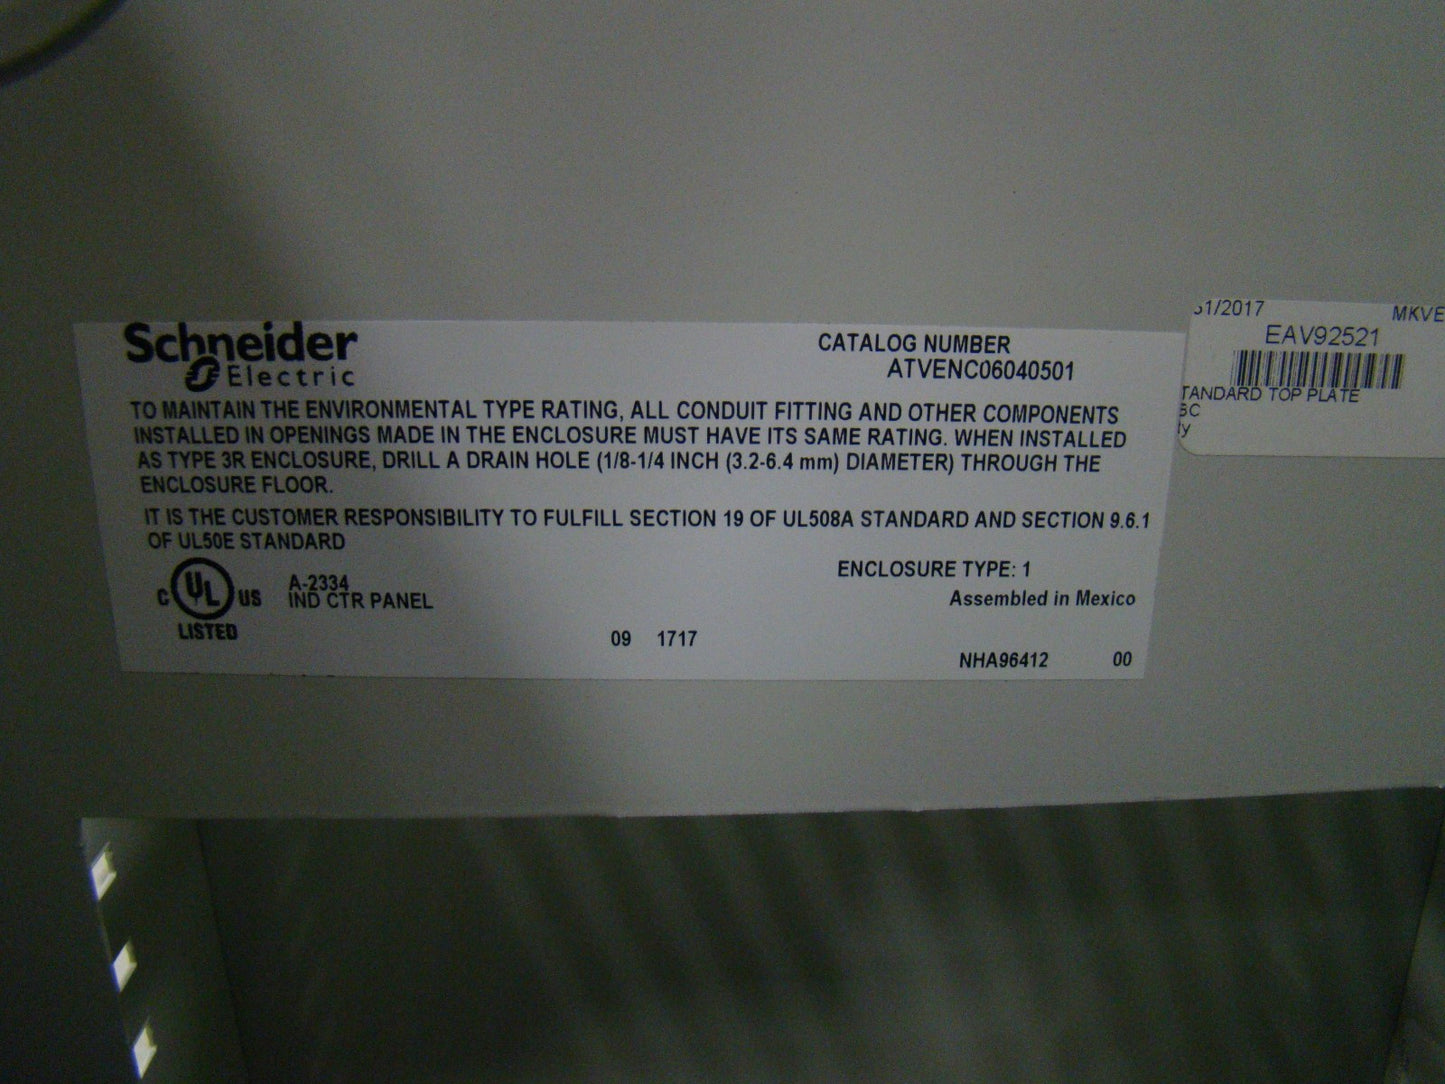 Schneider
Electric
CATALOG NUMBER
ATVENC06040501
TO MAINTAIN THE ENVIRONMENTAL TYPE RATING, ALL CONDUIT FITTING AND OTHER COMPONENTS
INSTALLED IN OPENINGS MADE IN THE ENCLOSURE MUST HAVE ITS SAME RATING. WHEN INSTALLED
AS TYPE 3R ENCLOSURE, DRILL A DRAIN HOLE (1/8-1/4 INCH (3.2-6.4 mm) DIAMETER) THROUGH THE
ENCLOSURE FLOOR.
IT IS THE CUSTOMER RESPONSIBILITY TO FULFILL SECTION 19 OF UL508A STANDARD AND SECTION 9.6.1
OF UL50E STANDARD
C UL US
LISTED
A-2334
IND CTR PANEL
ENCLOSURE TYPE: 1
Assembled in Mexico
09 1717
NHA96412 00
1/2017 MKVE
EAV92521
TANDARD TOP PLATE